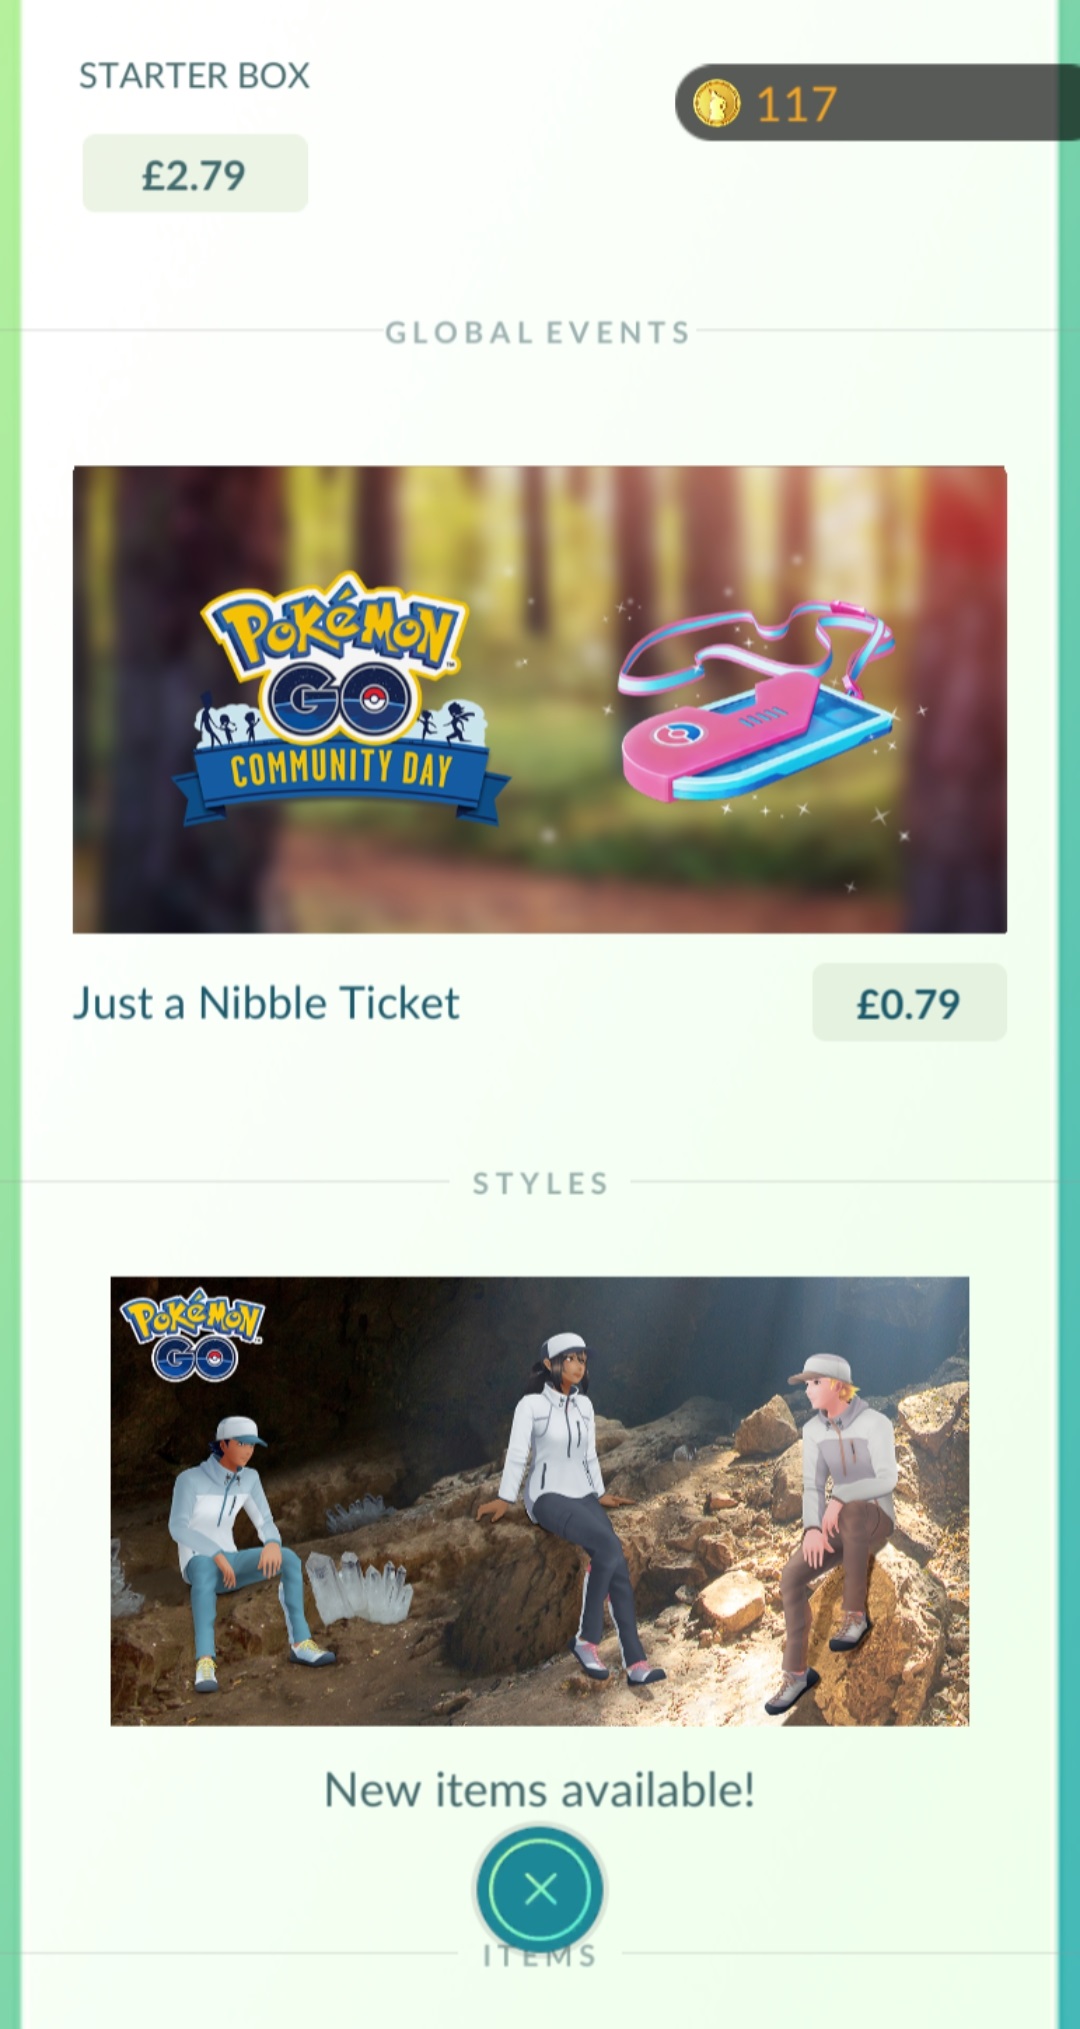 STARTER BOX
117
£2.79
GLOBAL EVENTS
POKéMON
GO
COMMUNITY DAY
Just a Nibble Ticket
£0.79
STYLES
POKéMON
GO
New items available!
ITEMS